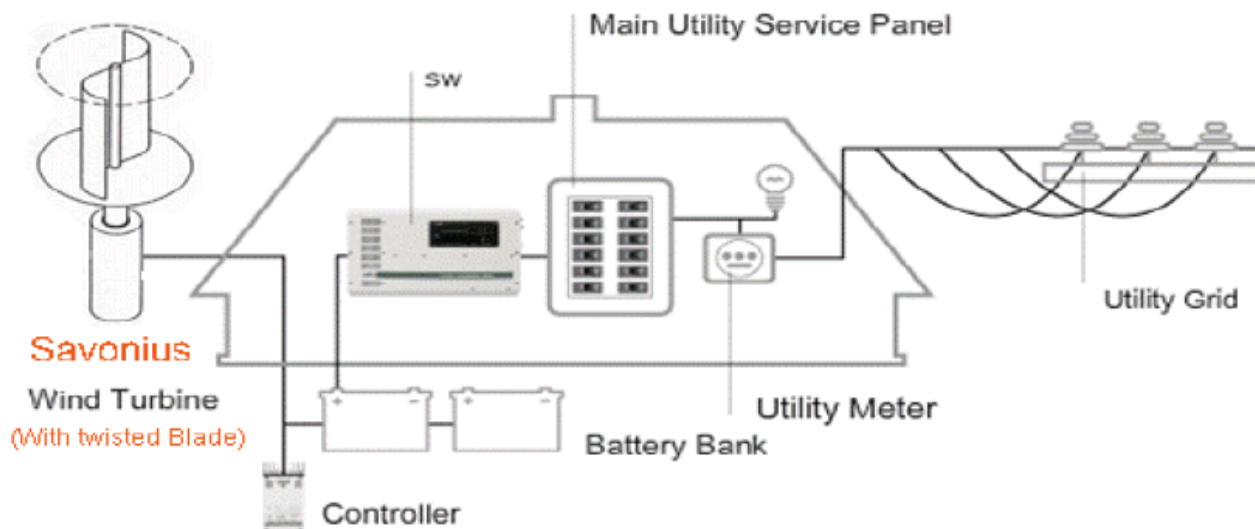 Main Utility Service Panel
SW
Utility Grid
Savonius
Wind Turbine
(With twisted Blade)
Utility Meter
Battery Bank
Controller
+ -
+ -